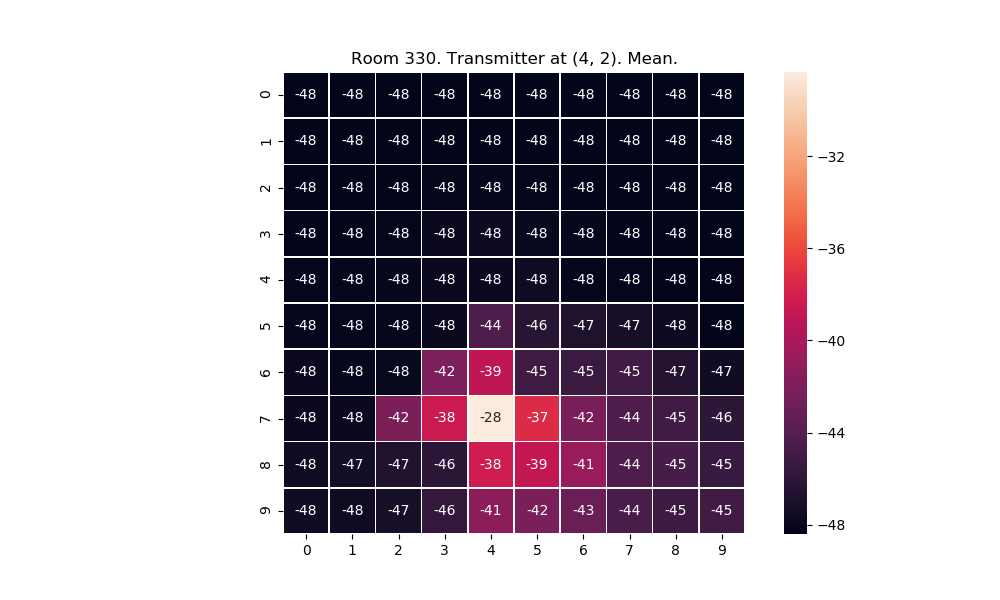 Room 330. Transmitter at (4, 2). Mean.
0 -48 -48 -48 -48 -48 -48 -48 -48 -48 -48
1 -48 -48 -48 -48 -48 -48 -48 -48 -48 -48
−32
2 -48 -48 -48 -48 -48 -48 -48 -48 -48 -48
3 -48 -48 -48 -48 -48 -48 -48 -48 -48 -48
−36
4 -48 -48 -48 -48 -48 -48 -48 -48 -48 -48
5 -48 -48 -48 -48 -44 -46 -47 -47 -48 -48
−40
6 -48 -48 -48 -42 -39 -45 -45 -45 -47 -47
7 -48 -48 -42 -38 -28 -37 -42 -44 -45 -46
−44
8 -48 -47 -47 -46 -38 -39 -41 -44 -45 -45
9 -48 -48 -47 -46 -41 -42 -43 -44 -45 -45
−48
0 1 2 3 4 5 6 7 8 9